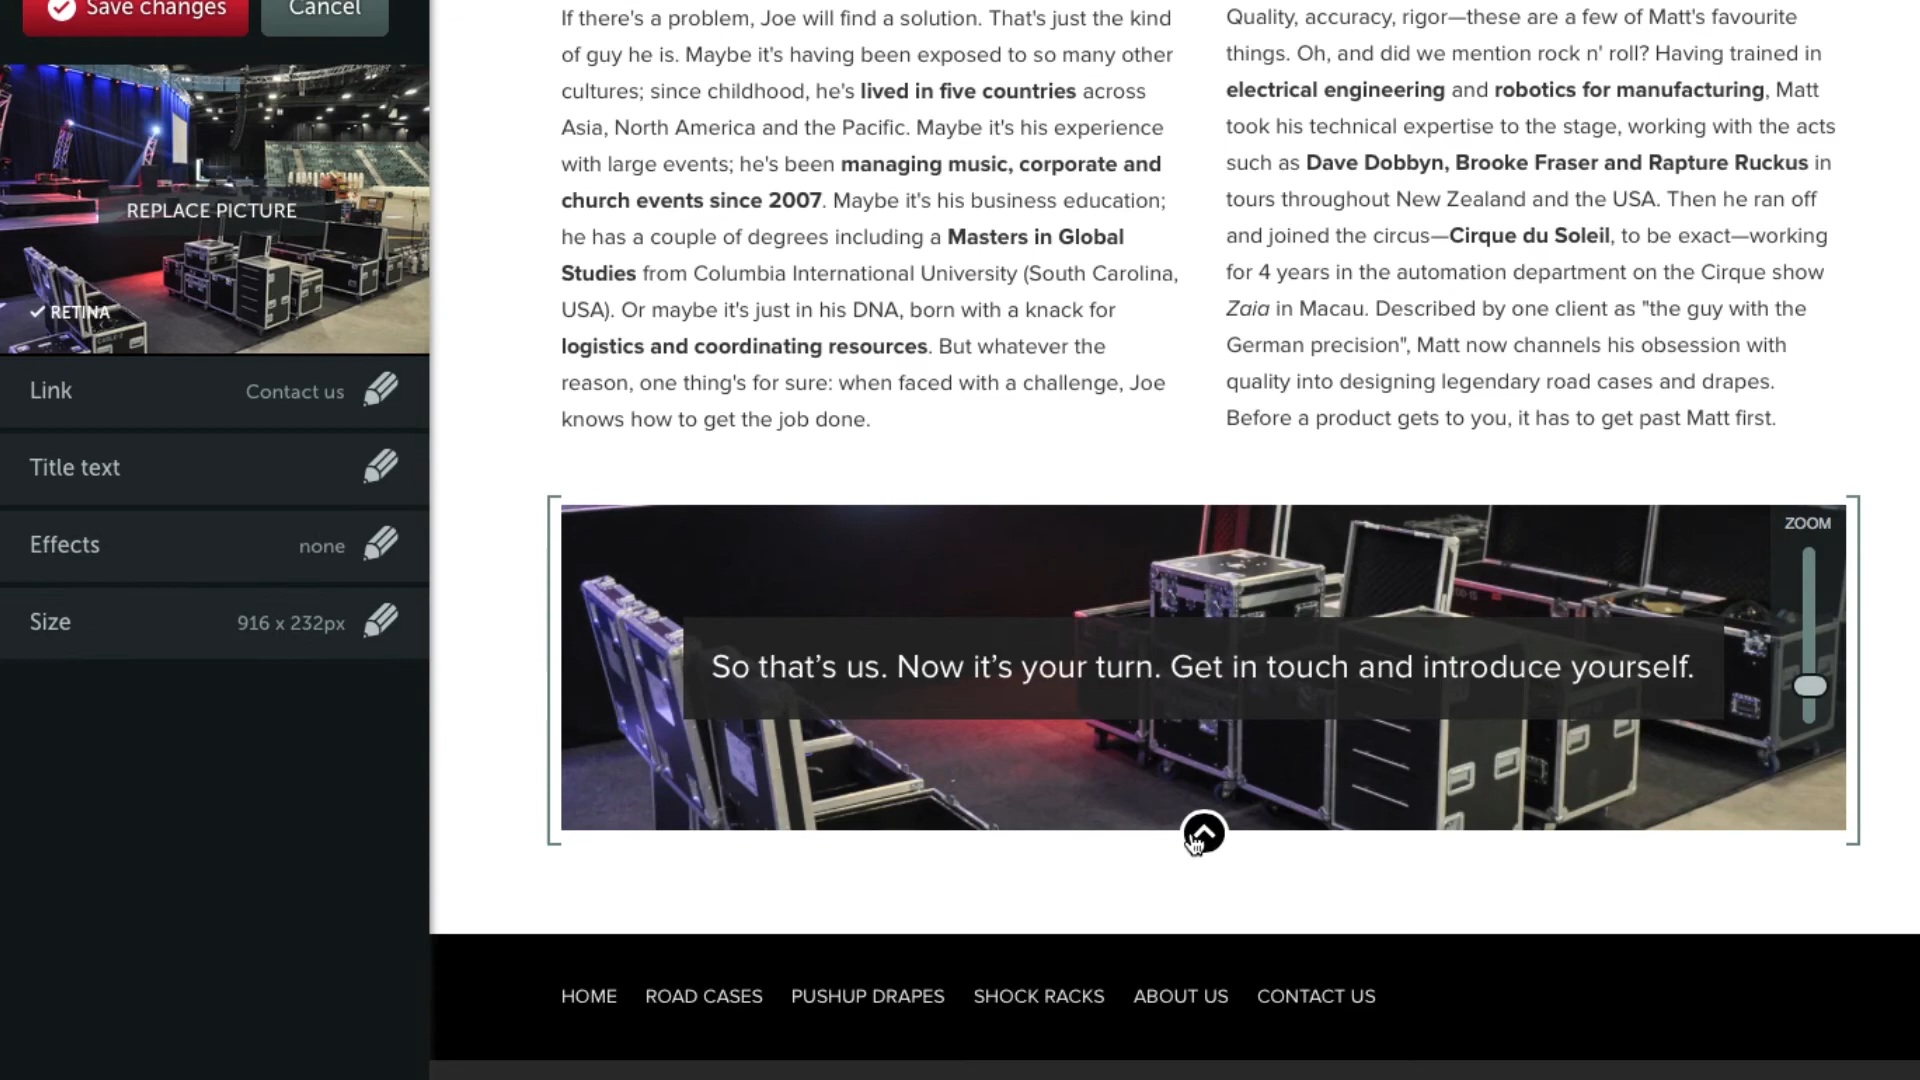 Save changes
Cancel
REPLACE PICTURE
RETINA
Link
Contact us
Title text
Effects
none
Size
916 x 232px
If there's a problem, Joe will find a solution. That's just the kind
of guy he is. Maybe it's having been exposed to so many other
cultures; since childhood, he's lived in five countries across
Asia, North America and the Pacific. Maybe it's his experience
with large events; he's been managing music, corporate and
church events since 2007. Maybe it's his business education;
he has a couple of degrees including a Masters in Global
Studies from Columbia International University (South Carolina,
USA). Or maybe it's just in his DNA, born with a knack for
logistics and coordinating resources. But whatever the
reason, one thing's for sure: when faced with a challenge, Joe
knows how to get the job done.
Quality, accuracy, rigor—these are a few of Matt's favourite
things. Oh, and did we mention rock n' roll? Having trained in
electrical engineering and robotics for manufacturing, Matt
took his technical expertise to the stage, working with the acts
such as Dave Dobbyn, Brooke Fraser and Rapture Ruckus in
tours throughout New Zealand and the USA. Then he ran off
and joined the circus—Cirque du Soleil, to be exact—working
for 4 years in the automation department on the Cirque show
Zaia in Macau. Described by one client as "the guy with the
German precision", Matt now channels his obsession with
quality into designing legendary road cases and drapes.
Before a product gets to you, it has to get past Matt first.
ZOOM
So that’s us. Now it’s your turn. Get in touch and introduce yourself.
HOME ROAD CASES PUSHUP DRAPES SHOCK RACKS ABOUT US CONTACT US